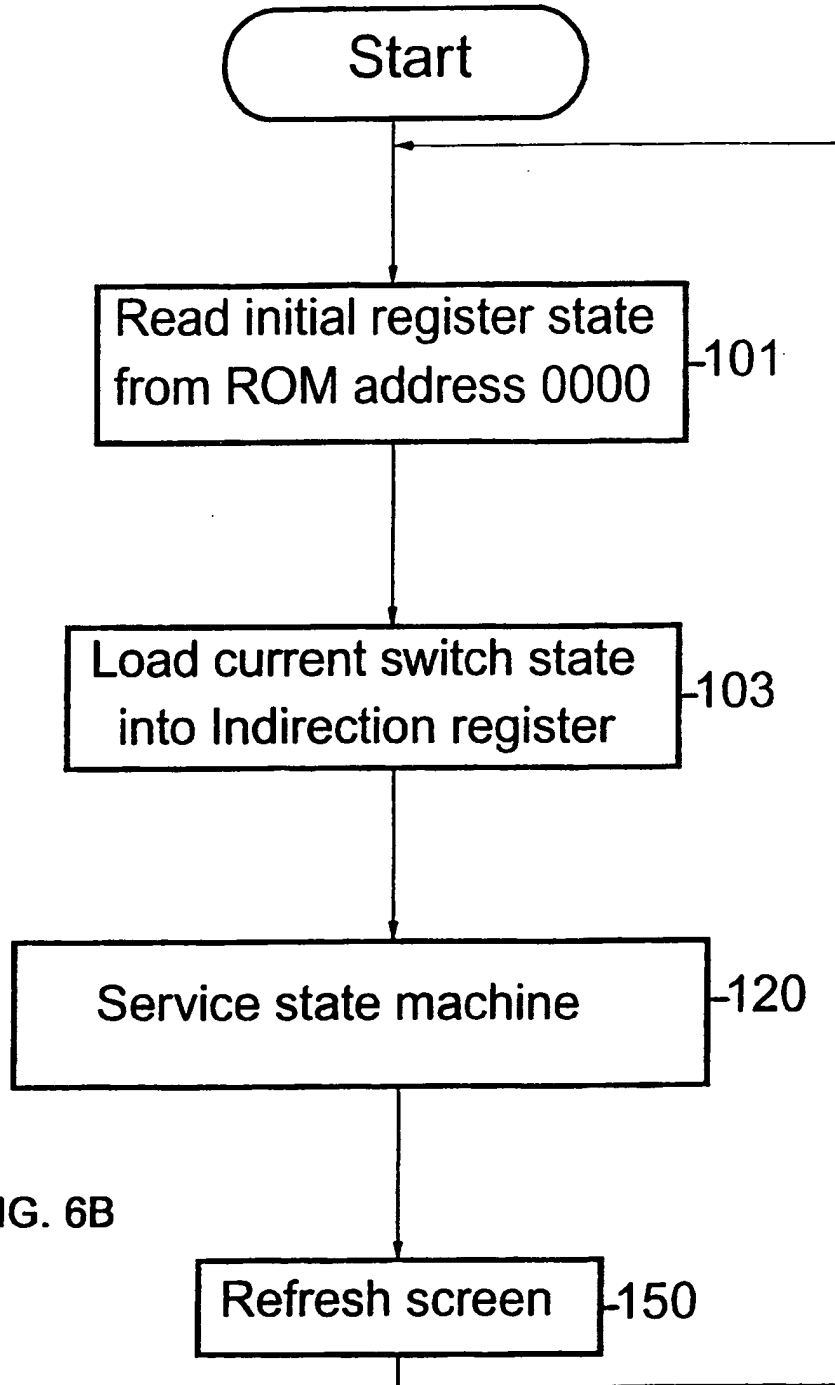 Start
Read initial register state
from ROM address 0000
101
Load current switch state
into Indirection register
103
Service state machine
120
IG. 6B
Refresh screen
150